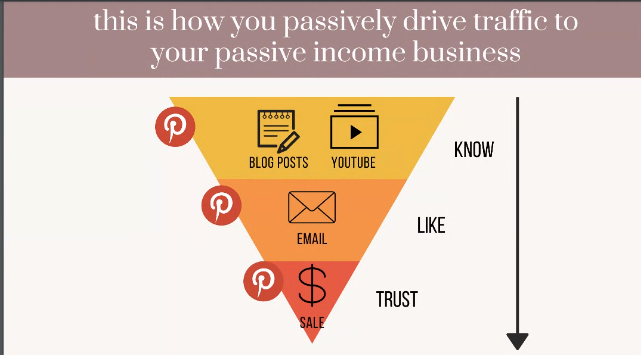 this is how you passively drive traffic to
your passive income business
BLOG POSTS YOUTUBE
KNOW
EMAIL
LIKE
$
SALE
TRUST